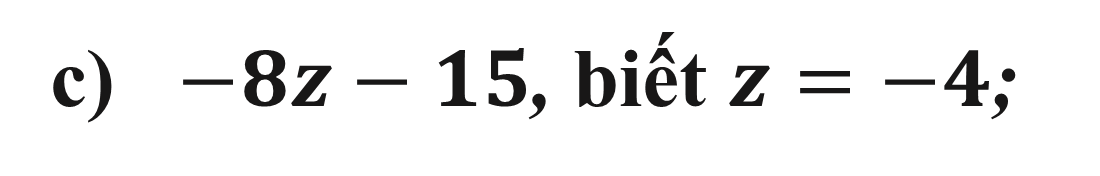 c) −8z − 15, biết z = −4;